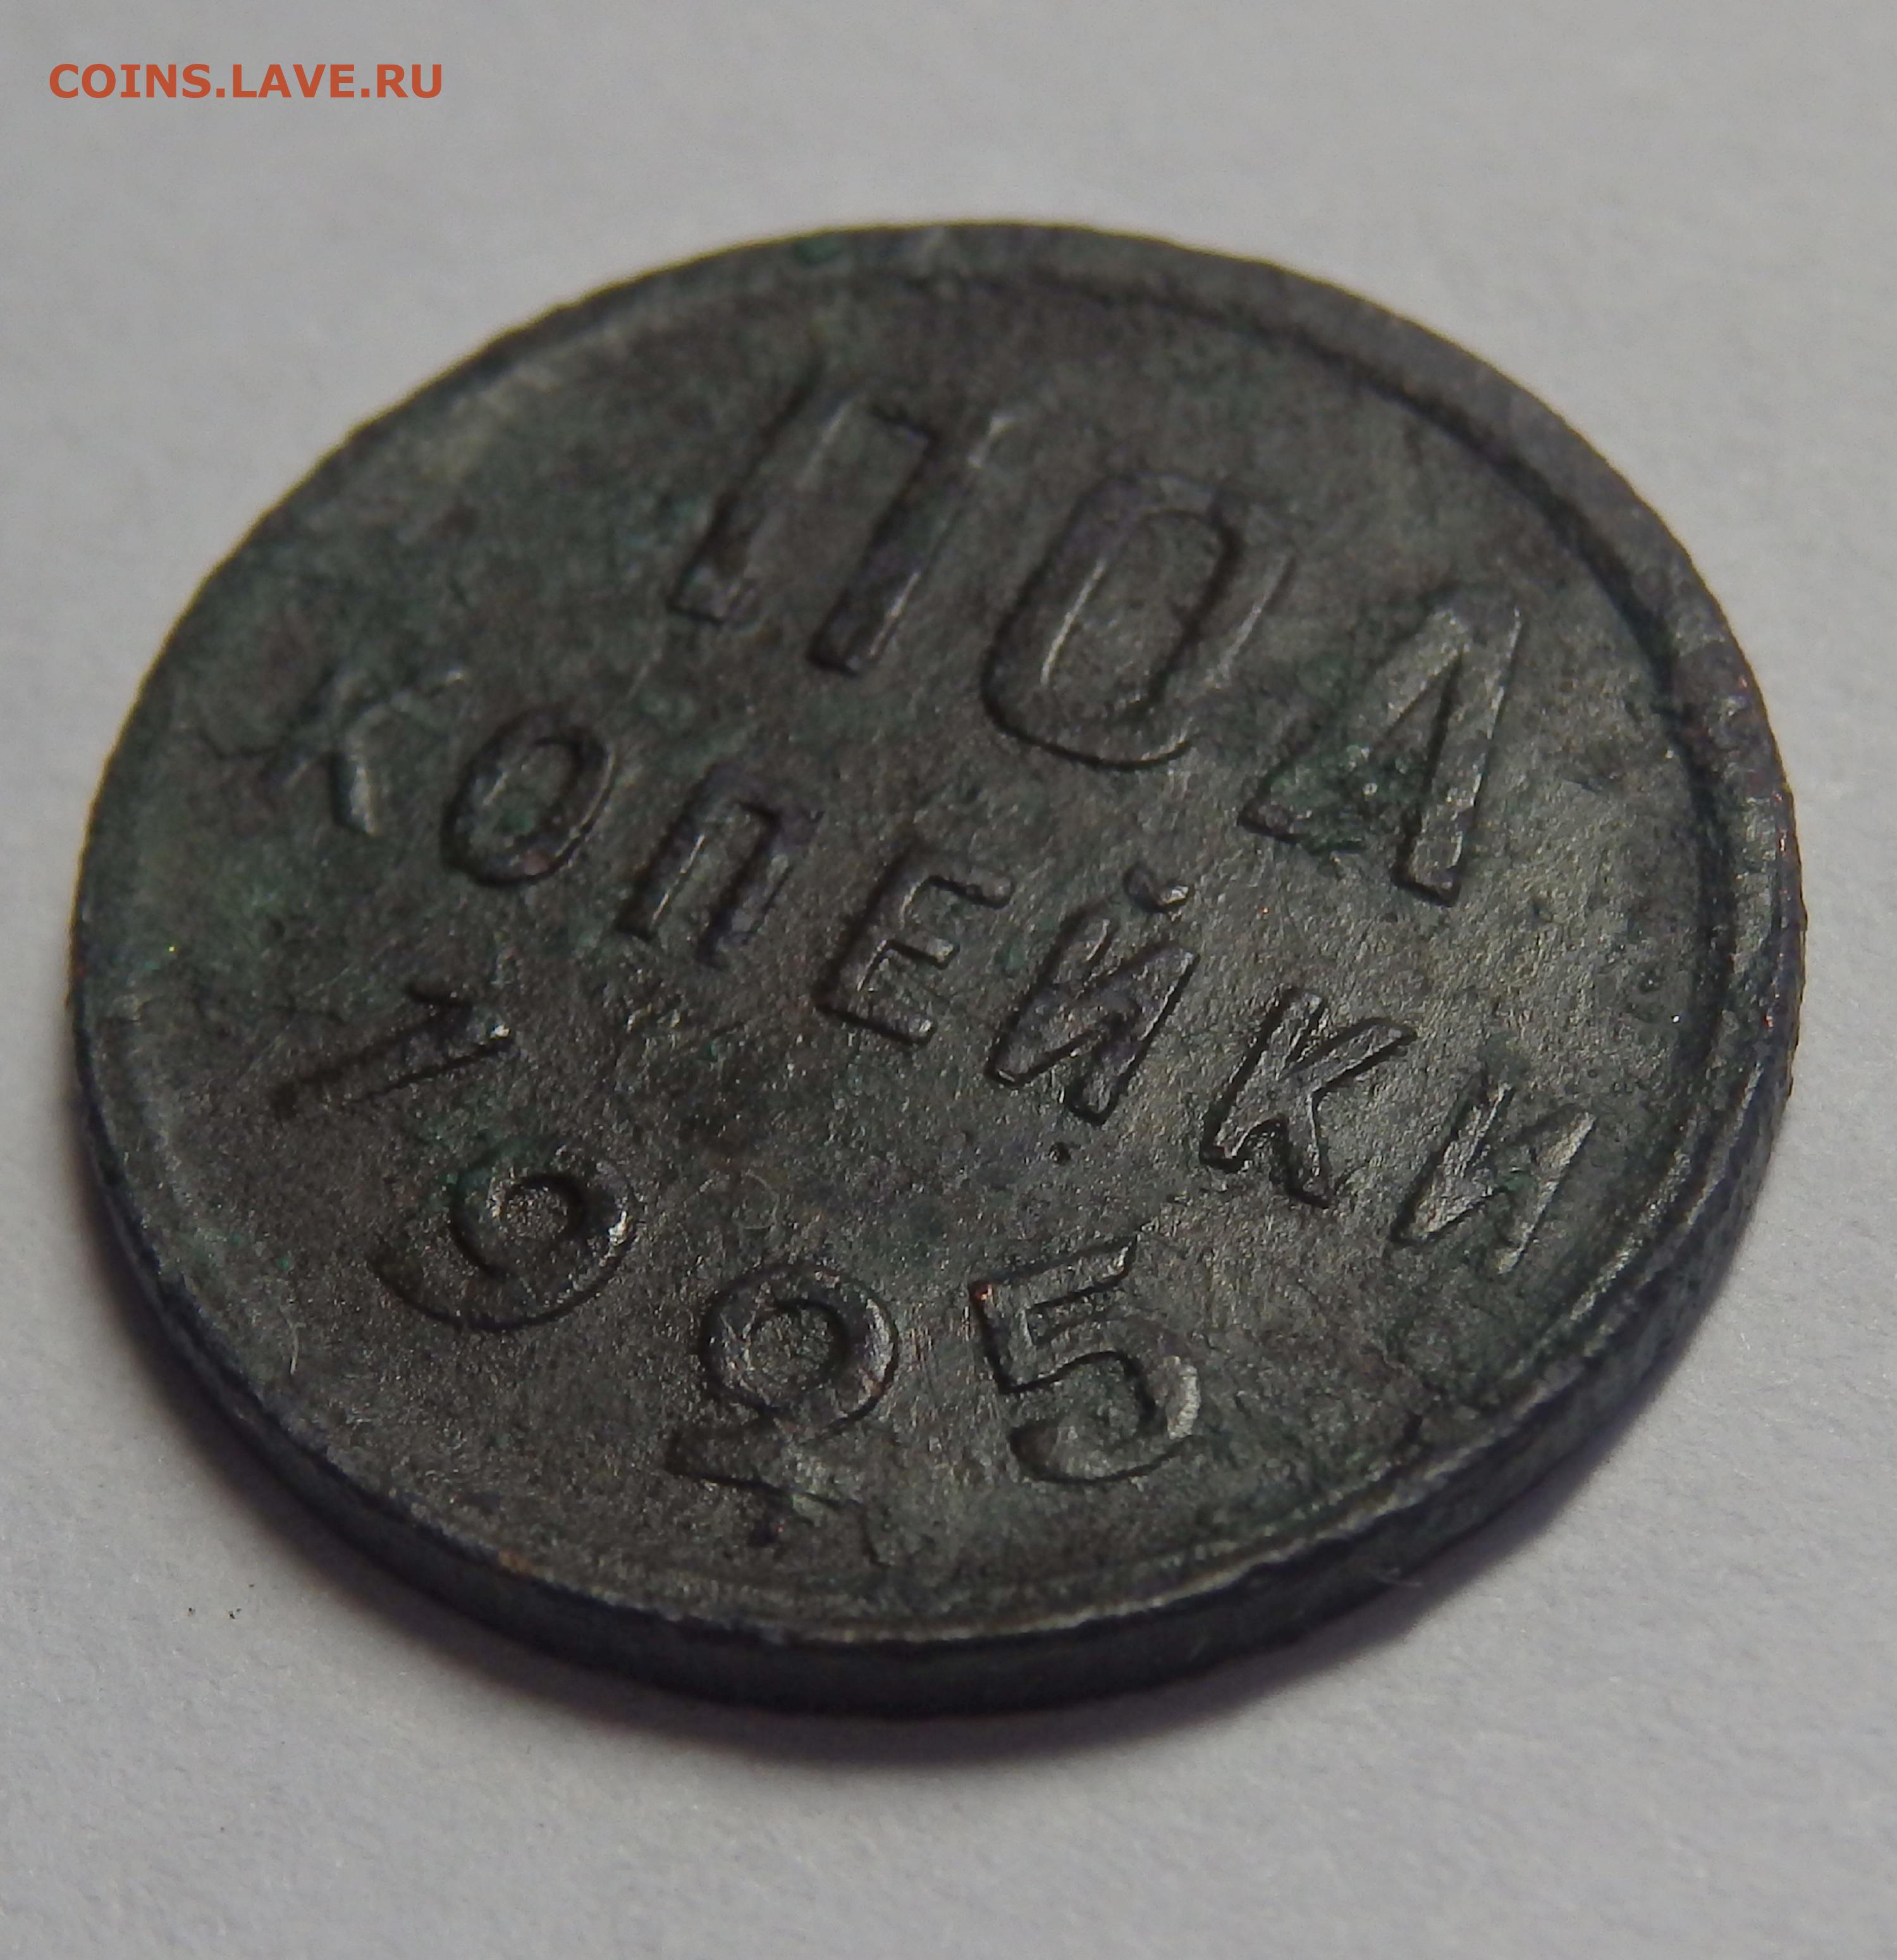 COINS.LAVE.RU
ПОЛ
КОПЕЙКИ
1925